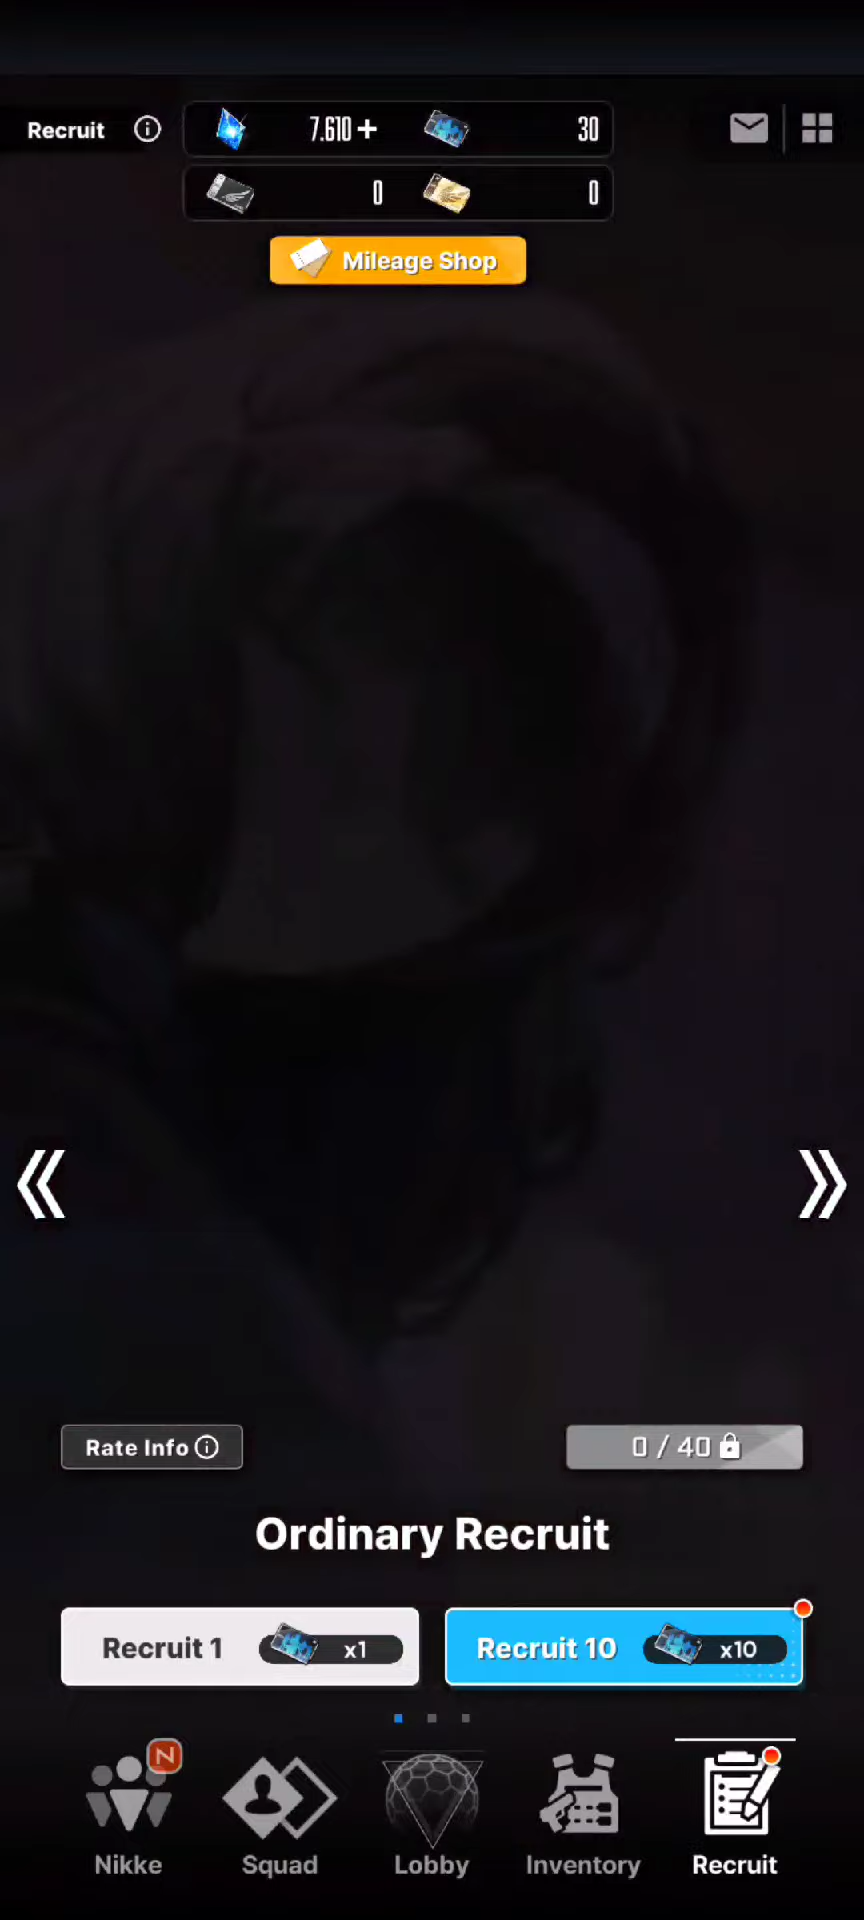 Recruit 7.610 + 30
0 0
Mileage Shop
Rate Info 0 / 40
Ordinary Recruit
Recruit 1 x1 Recruit 10 x10
N
Nikke Squad Lobby Inventory Recruit